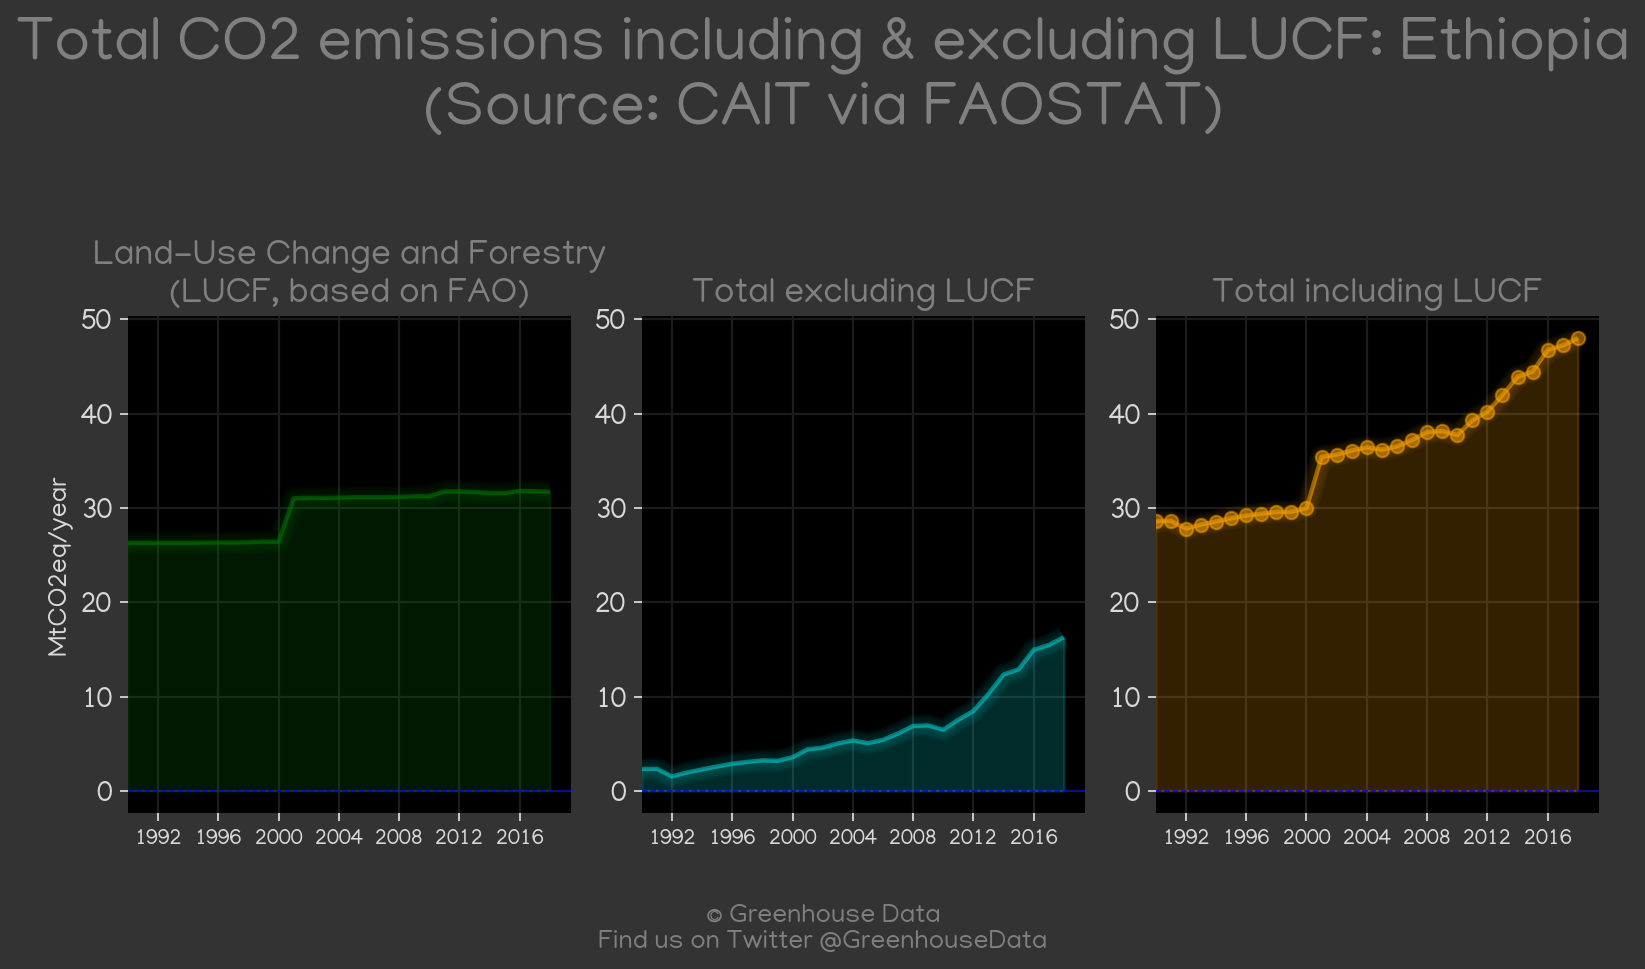 Total CO2 emissions including & excluding LUCF: Ethiopia
(Source: CAIT via FAOSTAT)
Land-Use Change and Forestry
(LUCF, based on FAO)
Total excluding LUCF
Total including LUCF
MtCO2eq/year
50
40
30
20
10
0
1992 1996 2000 2004 2008 2012 2016
50
40
30
20
10
0
1992 1996 2000 2004 2008 2012 2016
50
40
30
20
10
0
1992 1996 2000 2004 2008 2012 2016
© Greenhouse Data
Find us on Twitter @GreenhouseData